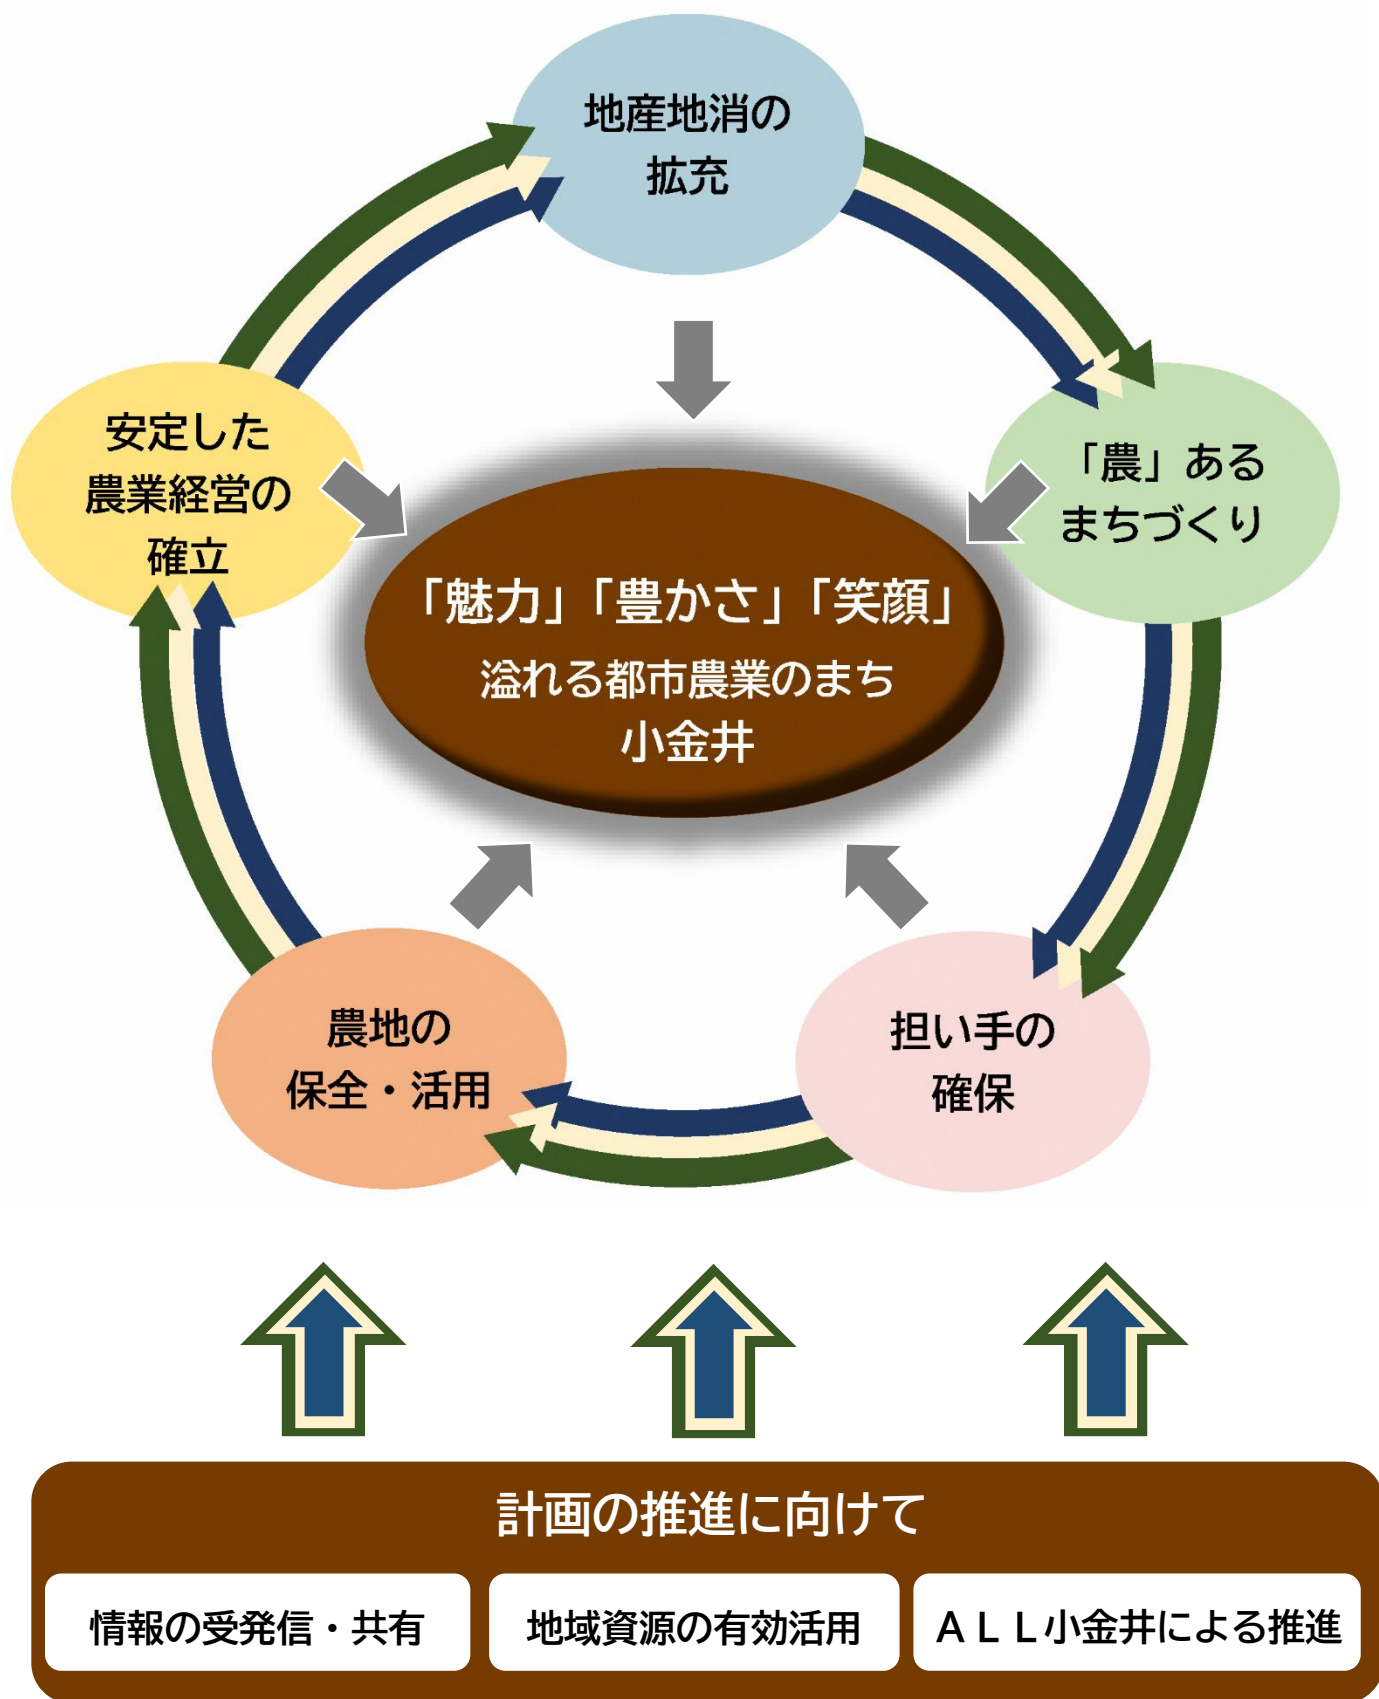 地産地消の
拡充
安定した
農業経営の
確立
「農」ある
まちづくり
「魅力」「豊かさ」「笑顔」
溢れる都市農業のまち
小金井
農地の
保全・活用
担い手の
確保
計画の推進に向けて
情報の受発信・共有
地域資源の有効活用
ＡＬＬ小金井による推進